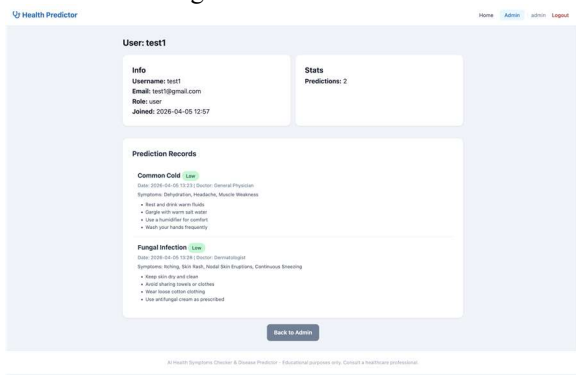 Health Predictor
Home Admin admin Logout
User: test1
Info
Username: test1
Email: test1@gmail.com
Role: user
Joined: 2026-04-05 12:57
Stats
Predictions: 2
Prediction Records
Common Cold Low
Date: 2026-04-05 13:23 | Doctor: General Physician
Symptoms: Dehydration, Headache, Muscle Weakness
• Rest and drink warm fluids
• Gargle with warm salt water
• Use a humidifier for comfort
• Wash your hands frequently
Fungal Infection Low
Date: 2026-04-05 13:28 | Doctor: Dermatologist
Symptoms: Itching, Skin Rash, Nodal Skin Eruptions, Continuous Sneezing
• Keep skin dry and clean
• Avoid sharing towels or clothes
• Wear loose cotton clothing
• Use antifungal cream as prescribed
Back to Admin
AI Health Symptoms Checker & Disease Predictor - Educational purposes only. Consult a healthcare professional.